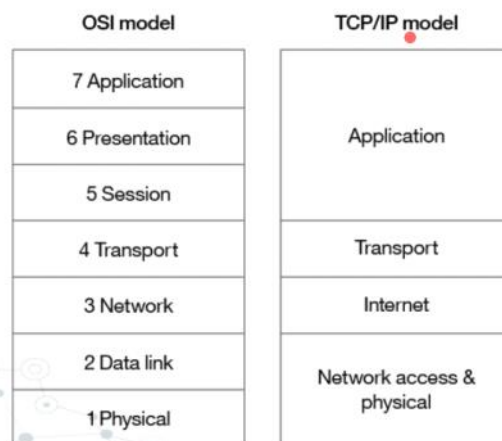 OSI model
7 Application
6 Presentation
5 Session
4 Transport
3 Network
2 Data link
1 Physical
TCP/IP model
Application
Transport
Internet
Network access &
physical